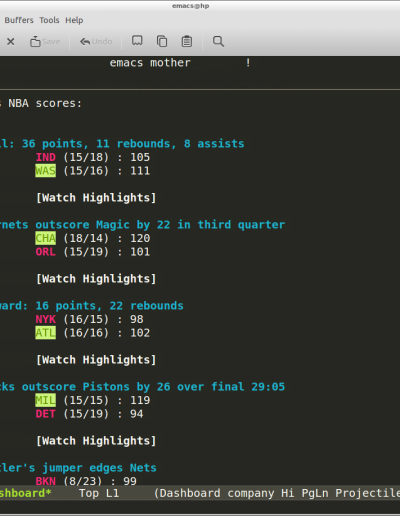 emacs@hp
Buffers Tools Help
Save Undo
emacs mother !
NBA scores:
ll: 36 points, 11 rebounds, 8 assists
IND (15/18) : 105
WAS (15/16) : 111
[Watch Highlights]
rnets outscore Magic by 22 in third quarter
CHA (18/14) : 120
ORL (15/19) : 101
[Watch Highlights]
ward: 16 points, 22 rebounds
NYK (16/15) : 98
ATL (16/16) : 102
[Watch Highlights]
cks outscore Pistons by 26 over final 29:05
MIL (15/15) : 119
DET (15/19) : 94
[Watch Highlights]
tler's jumper edges Nets
BKN (8/23) : 99
shboard* Top L1 (Dashboard company Hi PgLn Projectile